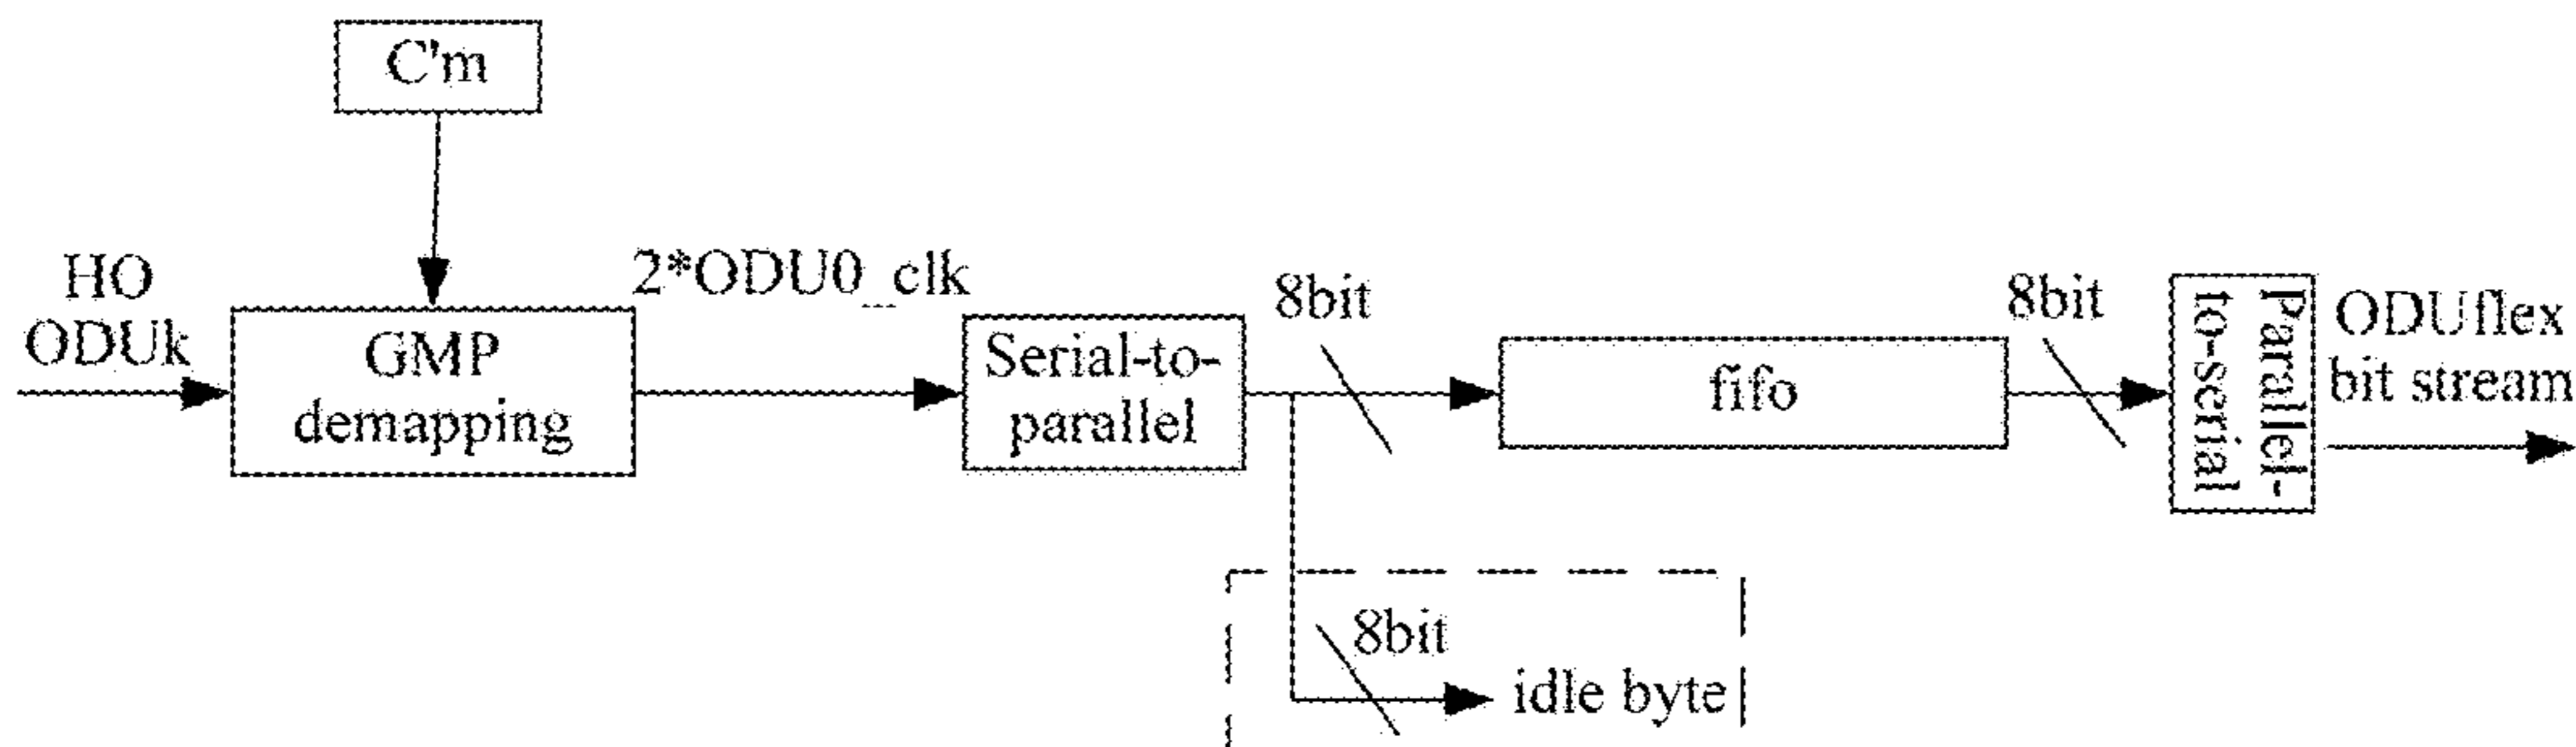 C'm
HO
ODUk
GMP
demapping
2*ODU0_clk
Serial-to-
parallel
8bit
fifo
8bit
Parallel-
to-serial
ODUflex
bit stream
8bit
idle byte